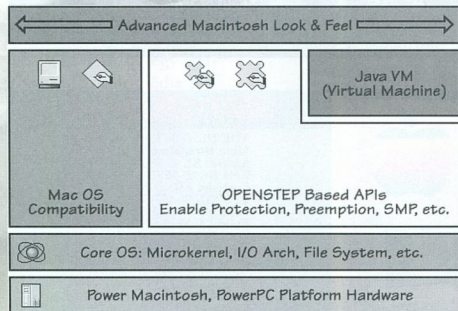 Advanced Macintosh Look & Feel
Java VM
(Virtual Machine)
Mac OS
Compatibility
OPENSTEP Based APIs
Enable Protection, Preemption, SMP, etc.
Core OS: Microkernel, I/O Arch, File System, etc.
Power Macintosh, PowerPC Platform Hardware